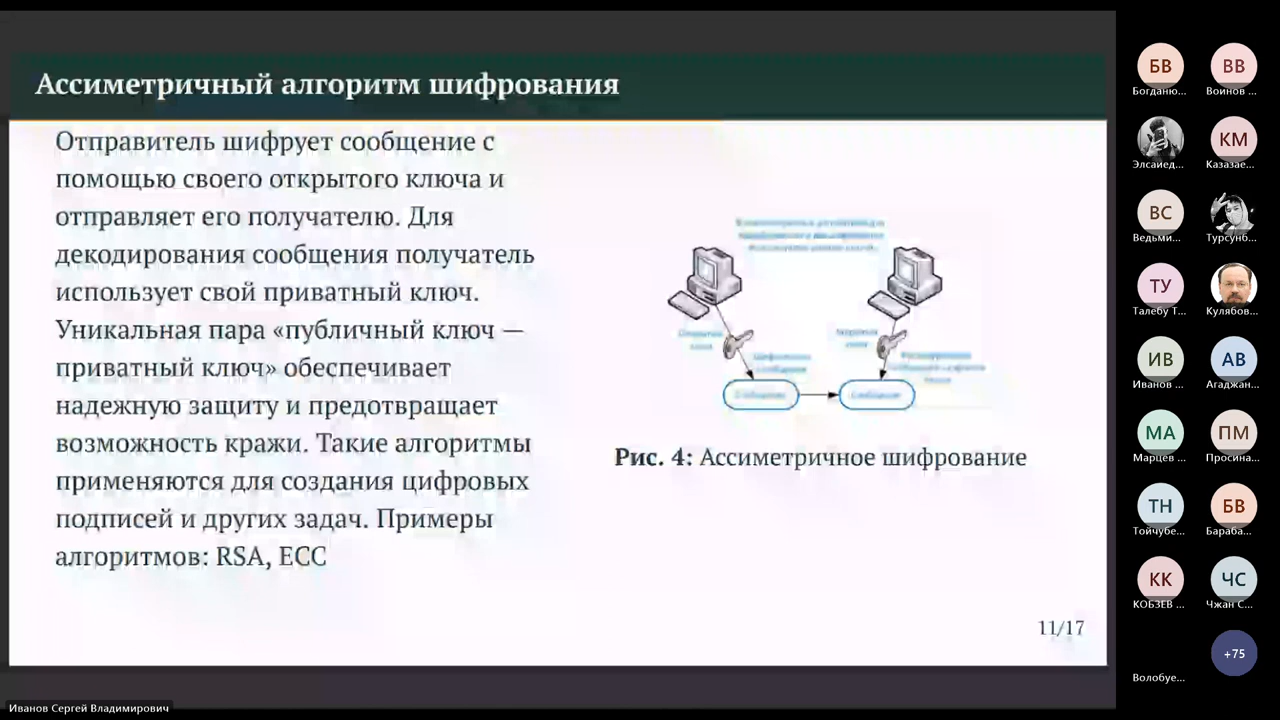 Ассиметричный алгоритм шифрования
Отправитель шифрует сообщение с
помощью своего открытого ключа и
отправляет его получателю. Для
декодирования сообщения получатель
использует свой приватный ключ.
Уникальная пара «публичный ключ —
приватный ключ» обеспечивает
надежную защиту и предотвращает
возможность кражи. Такие алгоритмы
применяются для создания цифровых
подписей и других задач. Примеры
алгоритмов: RSA, ECC
Рис. 4: Ассиметричное шифрование
11/17
БВ
Богданю...
ВВ
Воинов ...
Элсаиед...
КМ
Казазае...
ВС
Ведьми...
Турсунб...
ТУ
Талебу Т...
Кулябов...
ИВ
Иванов ...
АВ
Агаджан...
МА
Марцев ...
ПМ
Просина...
ТН
Тойчубе...
БВ
Бараба...
КК
КОБЗЕВ ...
ЧС
Чжан С...
Волобуе...
+75
Иванов Сергей Владимирович